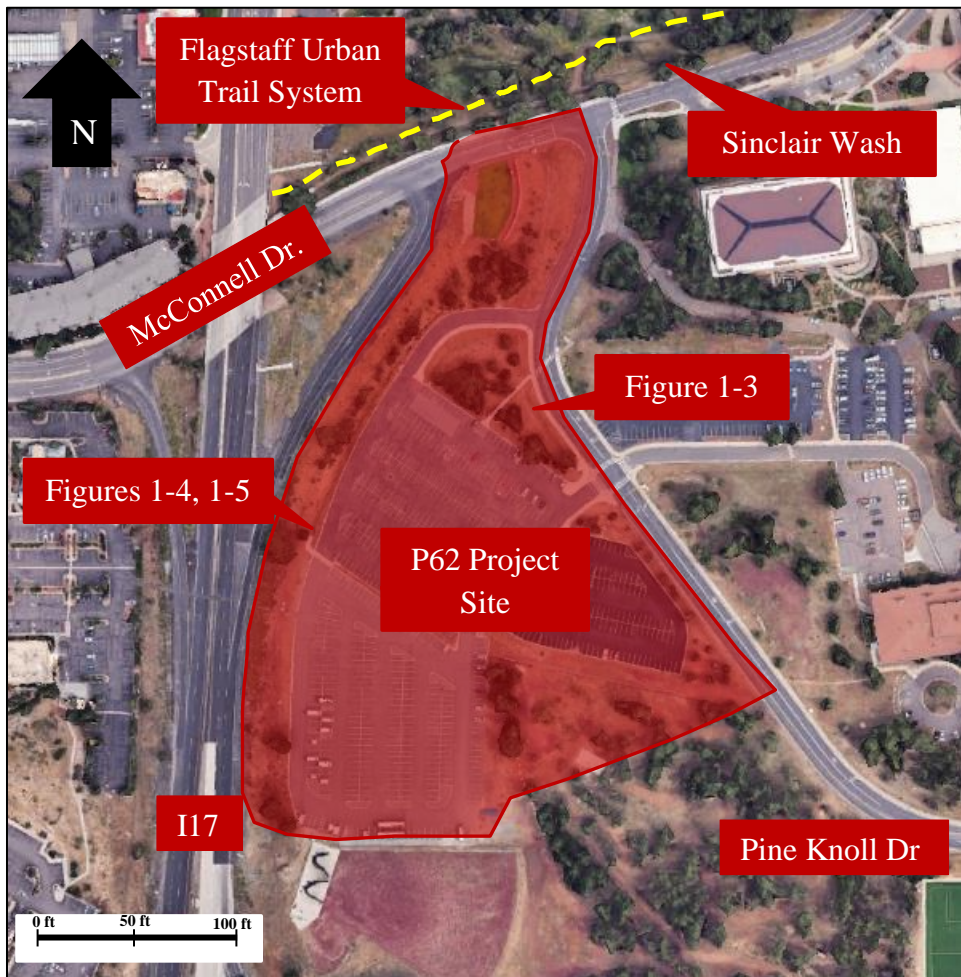 Flagstaff Urban
Trail System
N
Sinclair Wash
McConnell Dr.
Figure 1-3
Figures 1-4, 1-5
P62 Project
Site
I17
Pine Knoll Dr
0 ft
50 ft
100 ft